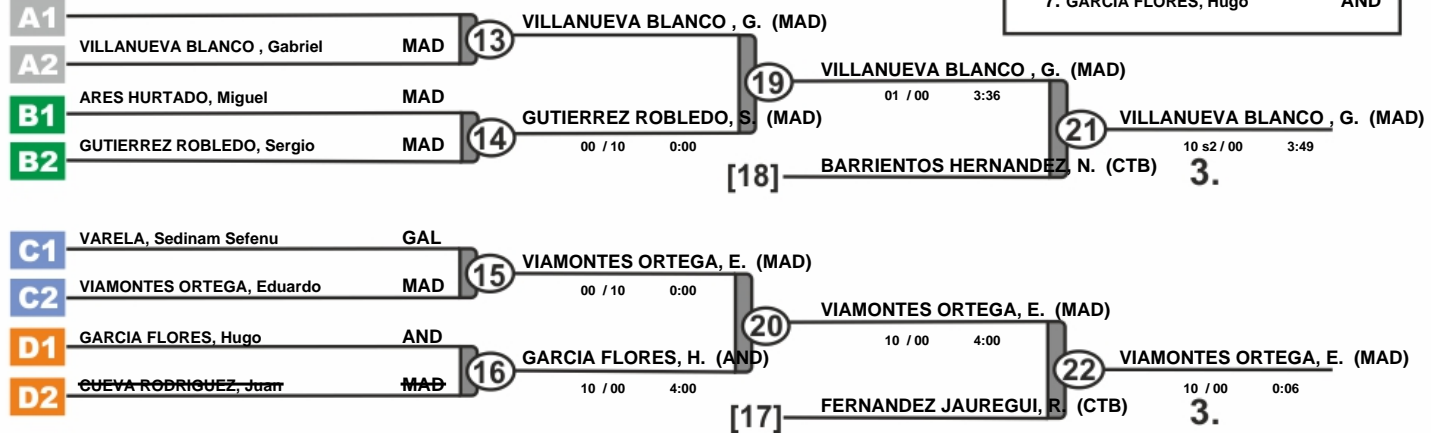 7. GARCIA FLORES, Hugo AND
A1
VILLANUEVA BLANCO , G. (MAD)
13
VILLANUEVA BLANCO , Gabriel MAD
A2
19
VILLANUEVA BLANCO , G. (MAD)
01 / 00 3:36
ARES HURTADO, Miguel MAD
B1
GUTIERREZ ROBLEDO, S. (MAD)
14
00 / 10 0:00
GUTIERREZ ROBLEDO, Sergio MAD
B2
21
VILLANUEVA BLANCO , G. (MAD)
10 s2 / 00 3:49
[18] BARRIENTOS HERNANDEZ, N. (CTB)
3.
C1
VARELA, Sedinam Sefenu GAL
15
VIAMONTES ORTEGA, E. (MAD)
00 / 10 0:00
C2
VIAMONTES ORTEGA, Eduardo MAD
20
VIAMONTES ORTEGA, E. (MAD)
10 / 00 4:00
D1
GARCIA FLORES, Hugo AND
16
GARCIA FLORES, H. (AND)
10 / 00 4:00
D2
CUEVA RODRIGUEZ, Juan MAD
22
VIAMONTES ORTEGA, E. (MAD)
10 / 00 0:06
[17] FERNANDEZ JAUREGUI, R. (CTB)
3.